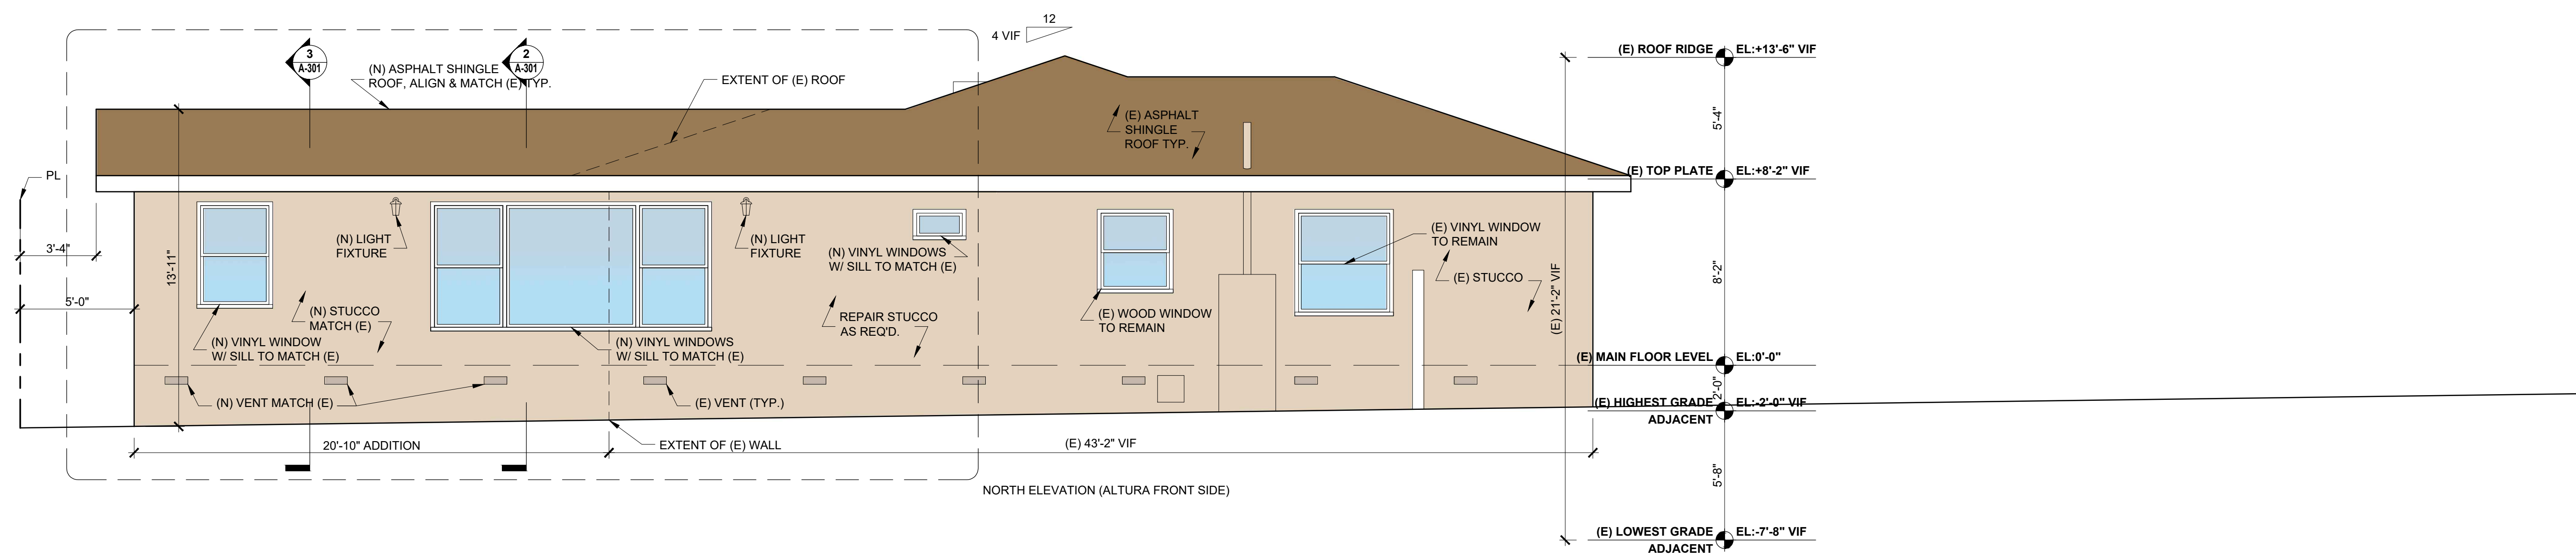 12
4 VIF
3
A-301
2
A-301
(N) ASPHALT SHINGLE
ROOF, ALIGN & MATCH (E) TYP.
EXTENT OF (E) ROOF
(E) ASPHALT
SHINGLE
ROOF TYP.
(E) ROOF RIDGE
EL:+13'-6" VIF
5'-4"
(E) TOP PLATE
EL:+8'-2" VIF
PL
3'-4"
5'-0"
13'-11"
(N) LIGHT
FIXTURE
(N) LIGHT
FIXTURE
(N) VINYL WINDOWS
W/ SILL TO MATCH (E)
(E) VINYL WINDOW
TO REMAIN
(E) STUCCO
8'-2"
(E) 21'-2" VIF
(N) STUCCO
MATCH (E)
(N) VINYL WINDOW
W/ SILL TO MATCH (E)
(N) VINYL WINDOWS
W/ SILL TO MATCH (E)
REPAIR STUCCO
AS REQ'D.
(E) WOOD WINDOW
TO REMAIN
(E) MAIN FLOOR LEVEL
EL:0'-0"
2'-0"
(N) VENT MATCH (E)
(E) VENT (TYP.)
(E) HIGHEST GRADE
ADJACENT
EL:-2'-0" VIF
20'-10" ADDITION
EXTENT OF (E) WALL
(E) 43'-2" VIF
5'-8"
NORTH ELEVATION (ALTURA FRONT SIDE)
(E) LOWEST GRADE
ADJACENT
EL:-7'-8" VIF